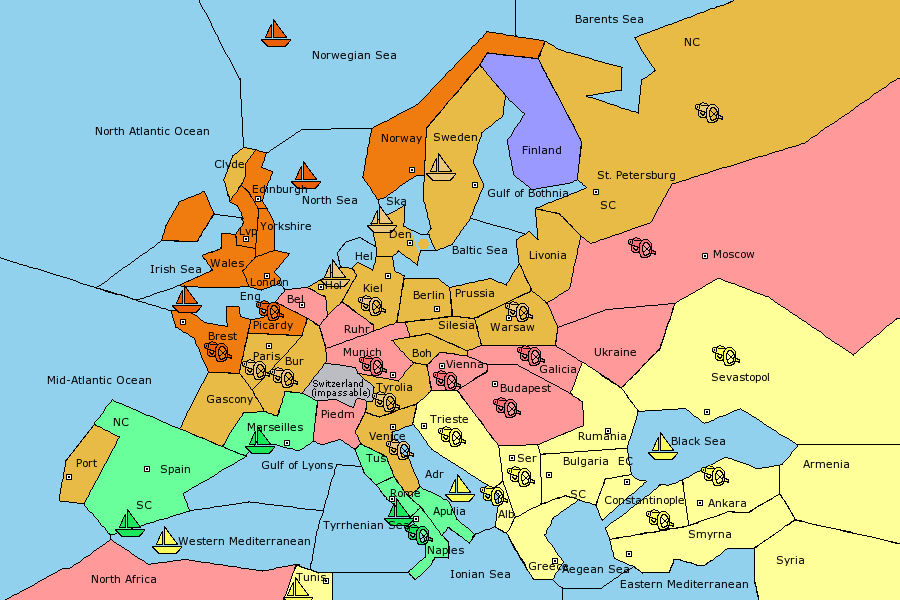 Barents Sea
NC
Norwegian Sea
North Atlantic Ocean
Norway
Sweden
Finland
Clyde
Edinburgh
St. Petersburg
SC
North Sea
Ska
Gulf of Bothnia
Lvp
Yorkshire
Den
Baltic Sea
Livonia
Moscow
Irish Sea
Wales
London
Hel
Hol
Kiel
Berlin
Prussia
Eng
Bel
Ruhr
Silesia
Warsaw
Brest
Picardy
Paris
Bur
Munich
Boh
Vienna
Galicia
Ukraine
Mid-Atlantic Ocean
Gascony
Switzerland
(impassable)
Tyrolia
Budapest
Sevastopol
NC
Marseilles
Piedm
Trieste
Venice
Rumania
Black Sea
Port
Spain
Gulf of Lyons
Tus
Adr
Ser
Bulgaria
EC
Armenia
SC
Rome
Apulia
Alb
SC
Constantinople
Ankara
Western Mediterranean
Tyrrhenian Sea
Naples
Smyrna
North Africa
Tunis
Ionian Sea
Greece
Aegean Sea
Eastern Mediterranean
Syria